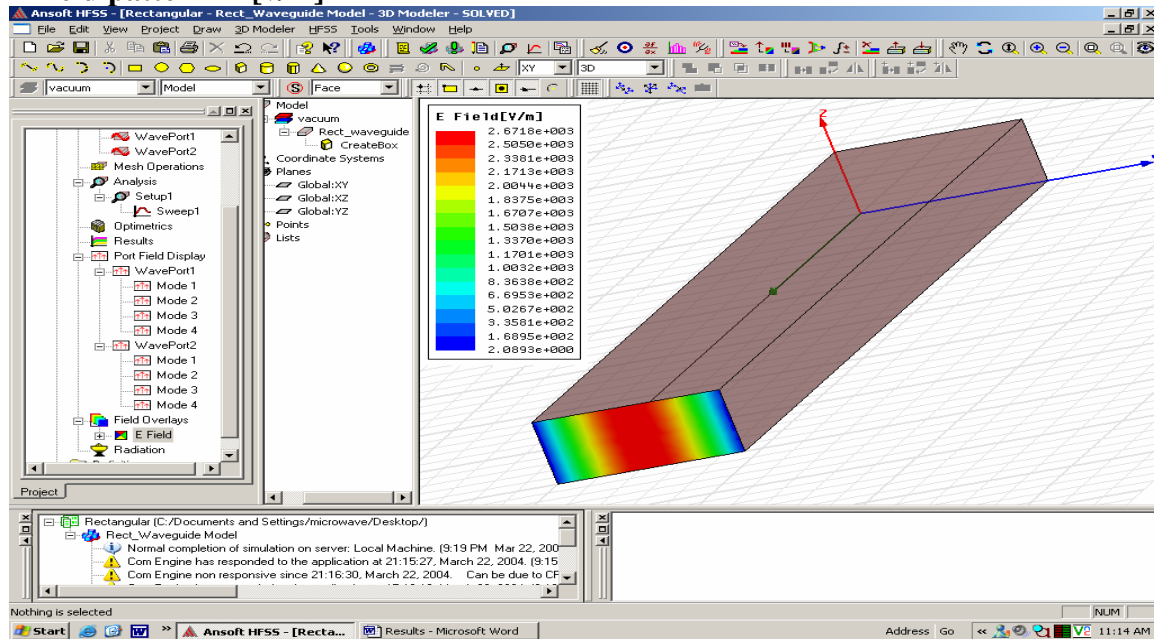 Ansoft HFSS - [Rectangular - Rect_Waveguide Model - 3D Modeler - SOLVED]
File Edit View Project Draw 3D Modeler HFSS Tools Window Help
XY
3D
vacuum
Model
Face
WavePort1
WavePort2
Mesh Operations
Analysis
Setup1
Sweep1
Optimetrics
Results
Port Field Display
WavePort1
Mode 1
Mode 2
Mode 3
Mode 4
WavePort2
Mode 1
Mode 2
Mode 3
Mode 4
Field Overlays
E Field
Radiation
Project
Model
vacuum
Rect_waveguide
CreateBox
Coordinate Systems
Planes
Global:XY
Global:XZ
Global:YZ
Points
Lists
E Field[V/m]
2.6718e+003
2.5050e+003
2.3381e+003
2.1713e+003
2.0044e+003
1.8375e+003
1.6707e+003
1.5038e+003
1.3370e+003
1.1701e+003
1.0032e+003
8.3638e+002
6.6953e+002
5.0267e+002
3.3581e+002
1.6895e+002
2.0893e+000
Z
Rectangular (C:/Documents and Settings/microwave/Desktop/)
Rect_Waveguide Model
Normal completion of simulation on server: Local Machine. (9:19 PM Mar 22, 200
Com Engine has responded to the application at 21:15:27, March 22, 2004. (9:15
Com Engine non responsive since 21:16:30, March 22, 2004. Can be due to CF
Nothing is selected
NUM
Start
Ansoft HFSS - [Recta...
Results - Microsoft Word
Address Go
11:14 AM